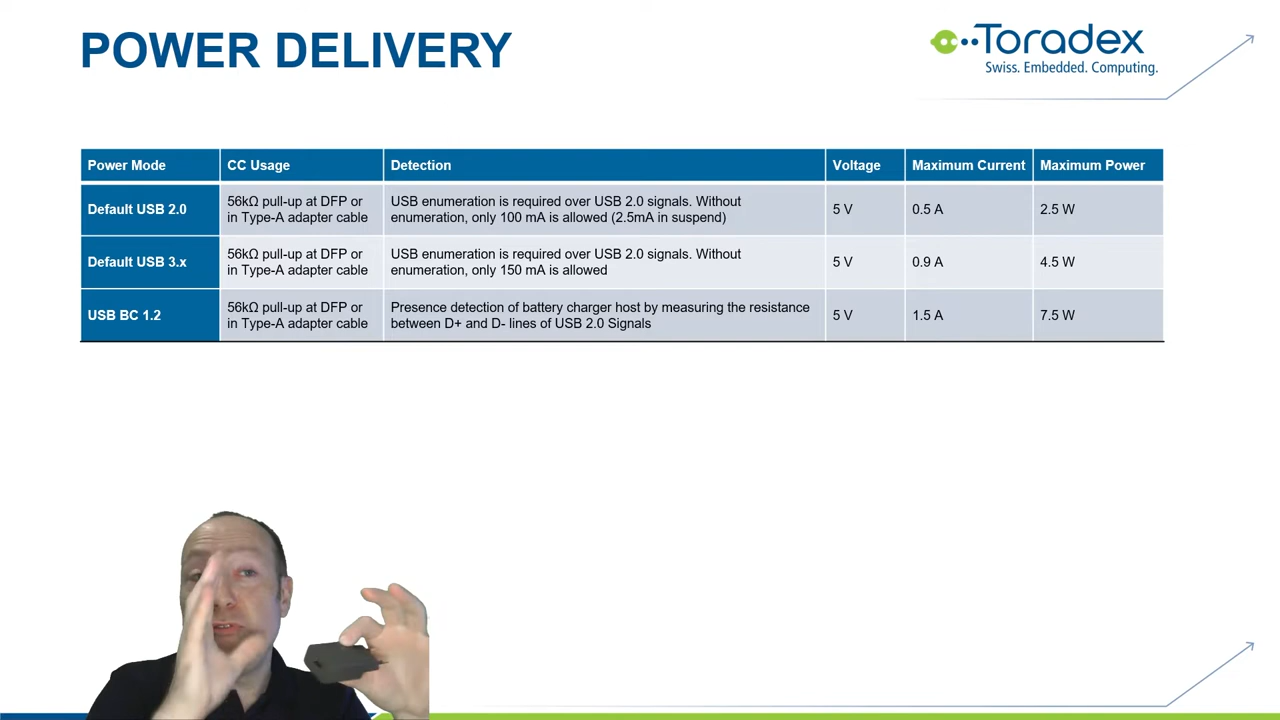 POWER DELIVERY
Toradex
Swiss. Embedded. Computing.
Power Mode CC Usage Detection Voltage Maximum Current Maximum Power
Default USB 2.0
56kΩ pull-up at DFP or
in Type-A adapter cable
USB enumeration is required over USB 2.0 signals. Without
enumeration, only 100 mA is allowed (2.5mA in suspend)
5 V 0.5 A 2.5 W
Default USB 3.x
56kΩ pull-up at DFP or
in Type-A adapter cable
USB enumeration is required over USB 2.0 signals. Without
enumeration, only 150 mA is allowed
5 V 0.9 A 4.5 W
USB BC 1.2
56kΩ pull-up at DFP or
in Type-A adapter cable
Presence detection of battery charger host by measuring the resistance
between D+ and D- lines of USB 2.0 Signals
5 V 1.5 A 7.5 W